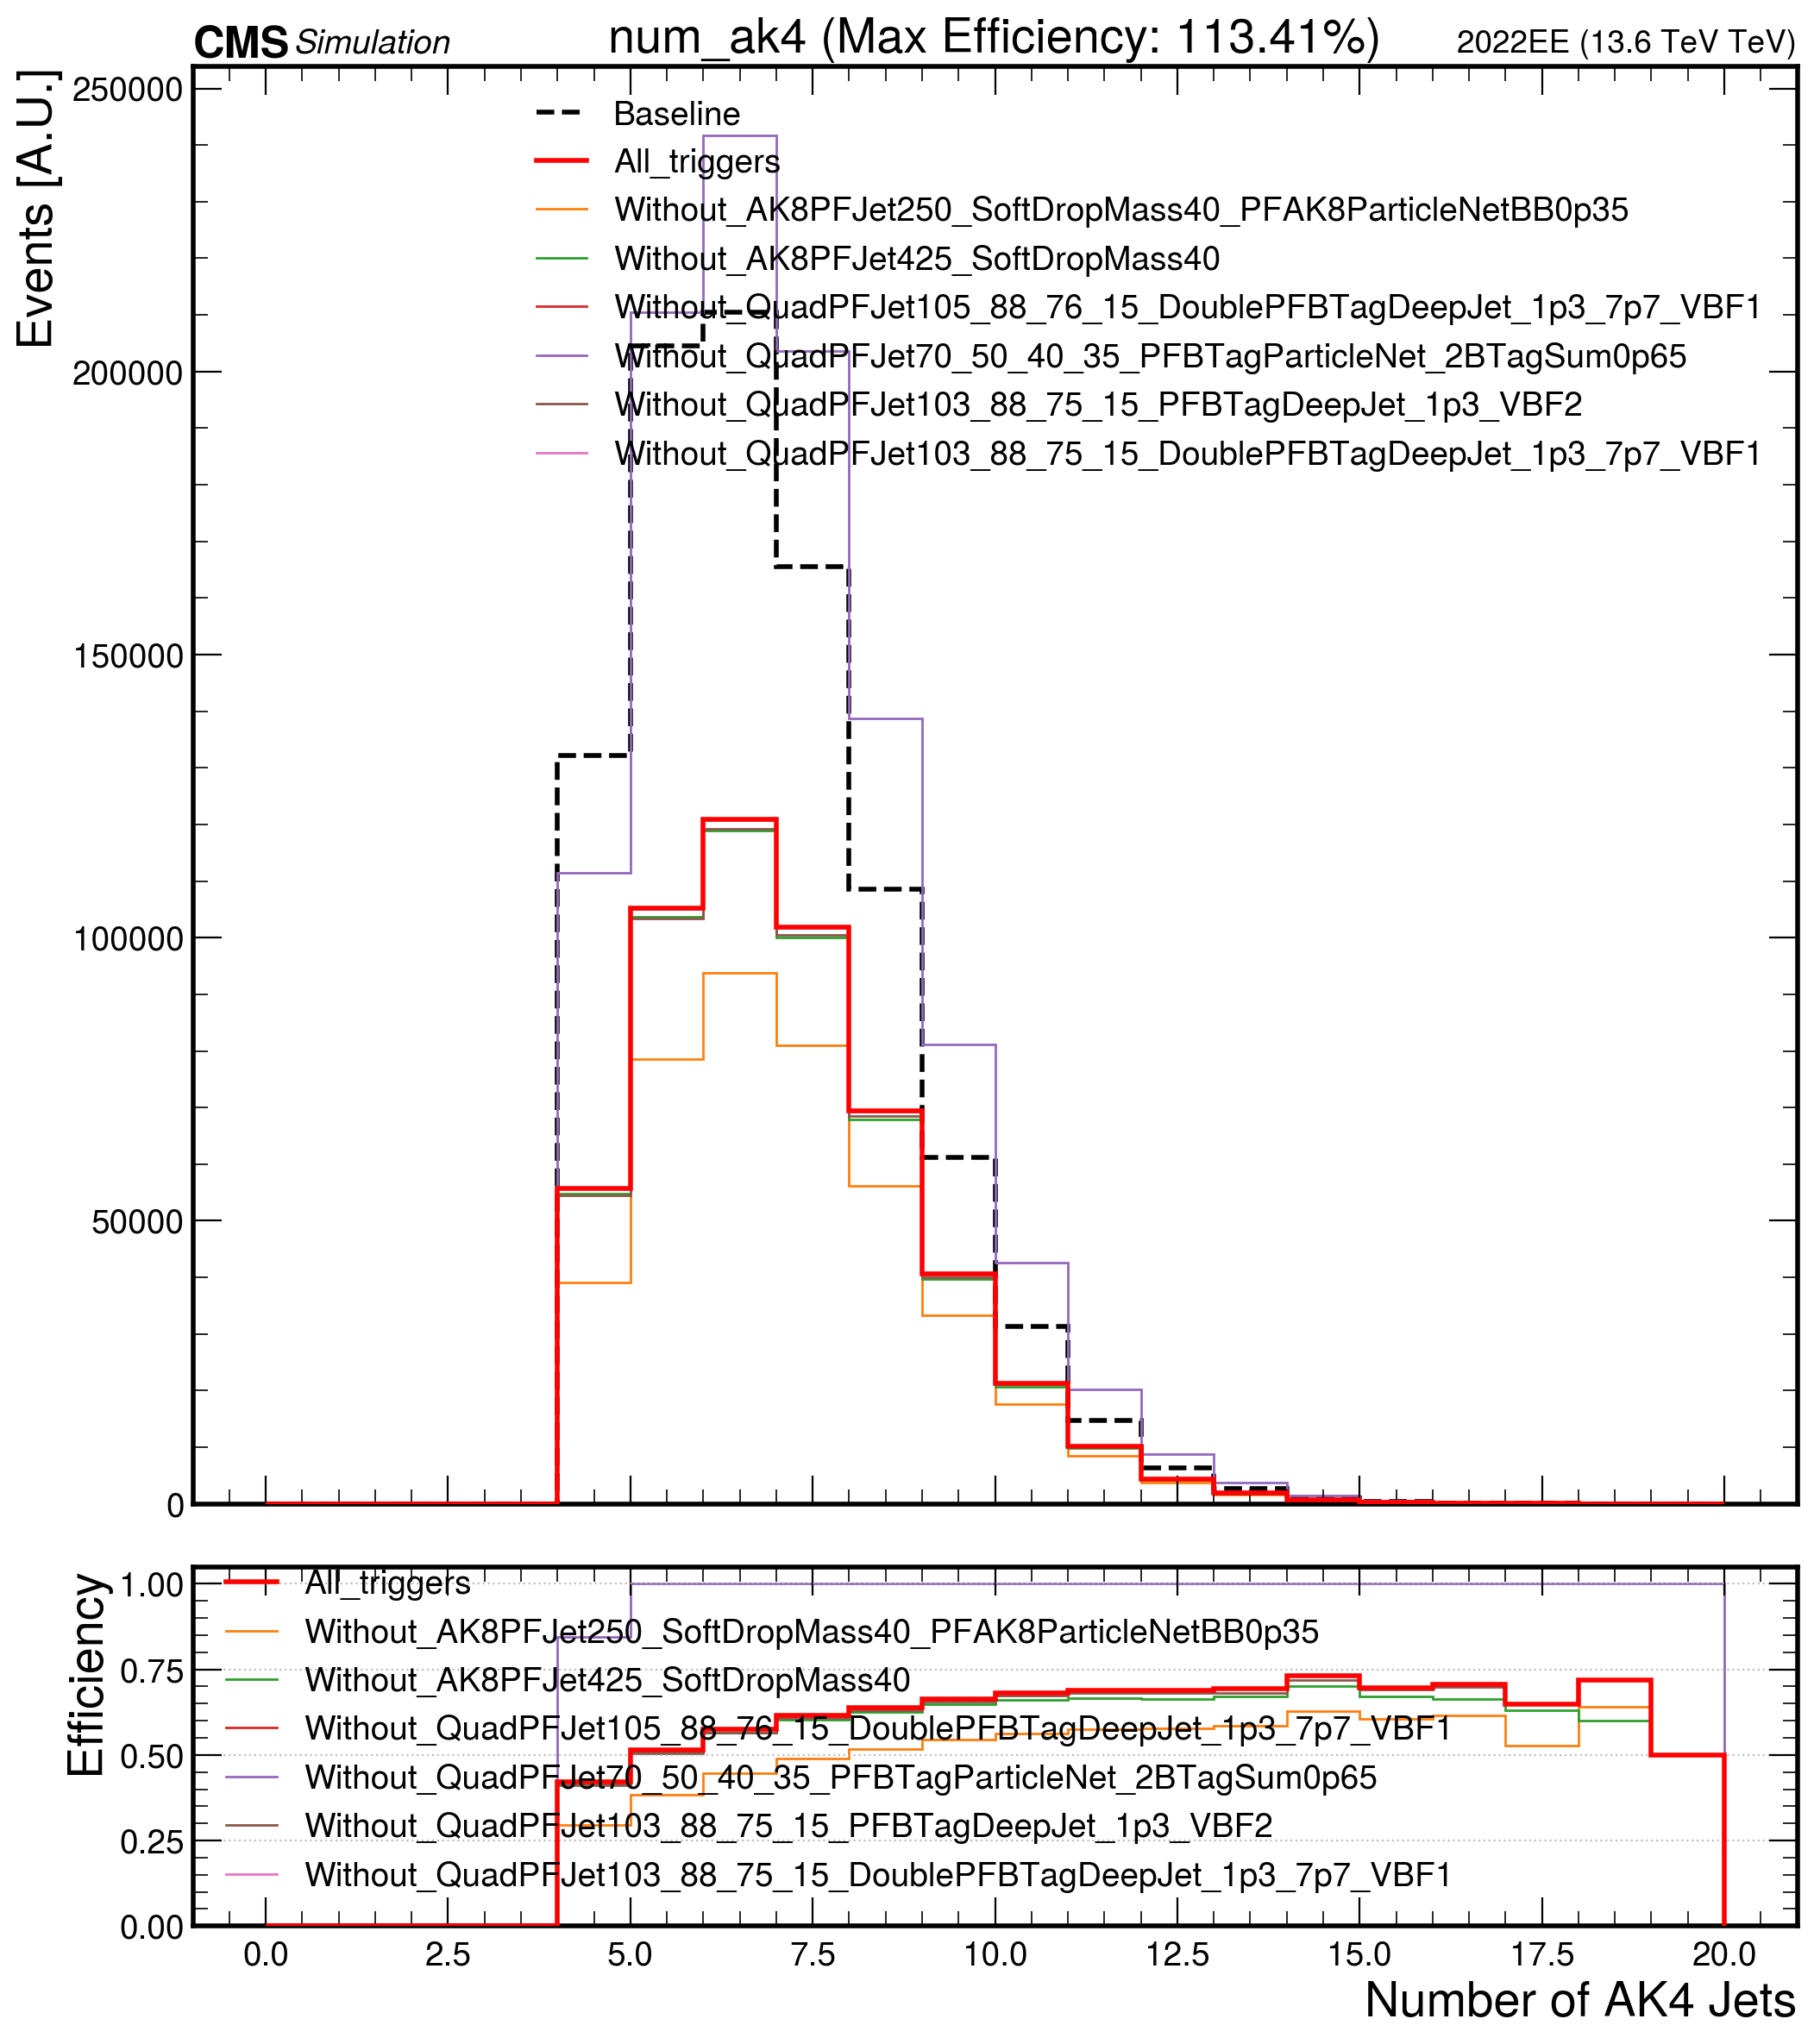 CMS Simulation num_ak4 (Max Efficiency: 113.41%) 2022EE (13.6 TeV TeV)
Events [A.U.]
250000
200000
150000
100000
50000
0
Baseline
All_triggers
Without_AK8PFJet250_SoftDropMass40_PFAK8ParticleNetBB0p35
Without_AK8PFJet425_SoftDropMass40
Without_QuadPFJet105_88_76_15_DoublePFBTagDeepJet_1p3_7p7_VBF1
Without_QuadPFJet70_50_40_35_PFBTagParticleNet_2BTagSum0p65
Without_QuadPFJet103_88_75_15_PFBTagDeepJet_1p3_VBF2
Without_QuadPFJet103_88_75_15_DoublePFBTagDeepJet_1p3_7p7_VBF1
Efficiency
1.00
0.75
0.50
0.25
0.00
All_triggers
Without_AK8PFJet250_SoftDropMass40_PFAK8ParticleNetBB0p35
Without_AK8PFJet425_SoftDropMass40
Without_QuadPFJet105_88_76_15_DoublePFBTagDeepJet_1p3_7p7_VBF1
Without_QuadPFJet70_50_40_35_PFBTagParticleNet_2BTagSum0p65
Without_QuadPFJet103_88_75_15_PFBTagDeepJet_1p3_VBF2
Without_QuadPFJet103_88_75_15_DoublePFBTagDeepJet_1p3_7p7_VBF1
0.0 2.5 5.0 7.5 10.0 12.5 15.0 17.5 20.0
Number of AK4 Jets